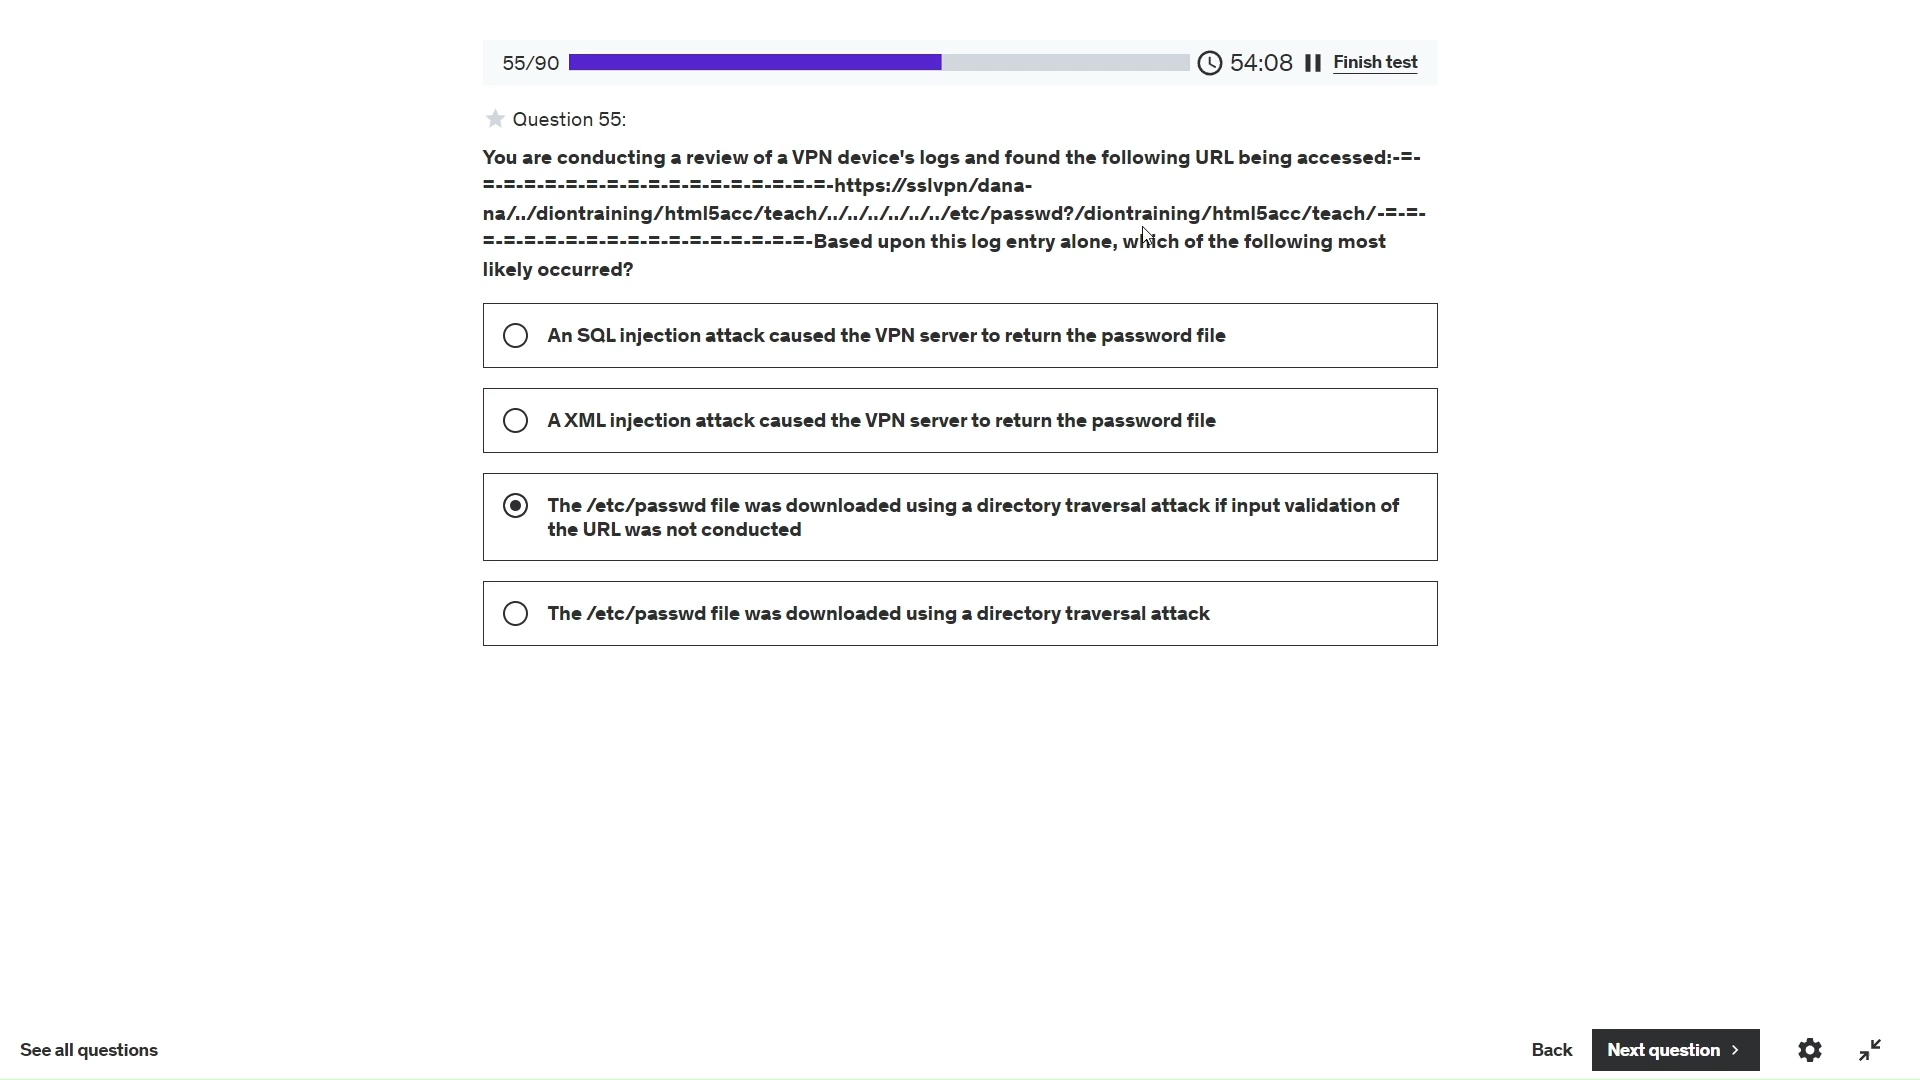 55/90
54:08
Finish test
Question 55:
You are conducting a review of a VPN device's logs and found the following URL being accessed:-=-
=-=-=-=-=-=-=-=-=-=-=-=-=-=-=-=-=-https://sslvpn/dana-
na/../diontraining/html5acc/teach/../../../../../../etc/passwd?/diontraining/html5acc/teach/-=-=-
=-=-=-=-=-=-=-=-=-=-=-=-=-=-=-=-Based upon this log entry alone, which of the following most
likely occurred?
An SQL injection attack caused the VPN server to return the password file
A XML injection attack caused the VPN server to return the password file
The /etc/passwd file was downloaded using a directory traversal attack if input validation of
the URL was not conducted
The /etc/passwd file was downloaded using a directory traversal attack
See all questions
Back
Next question